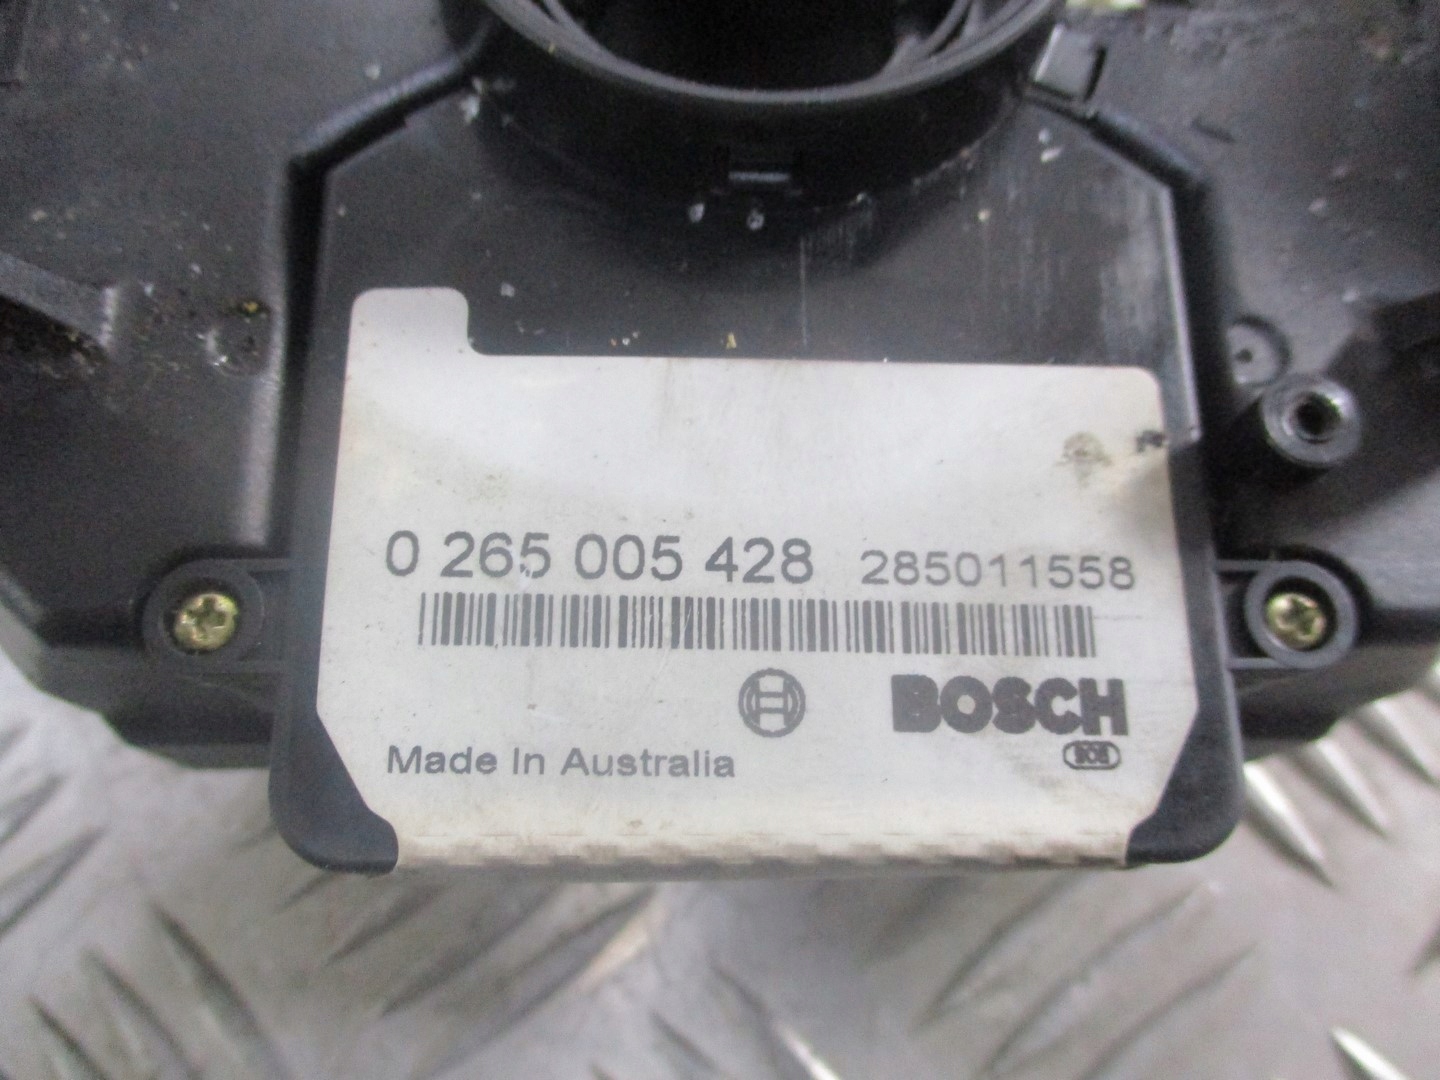 0 265 005 428 285011558
BOSCH
Made In Australia